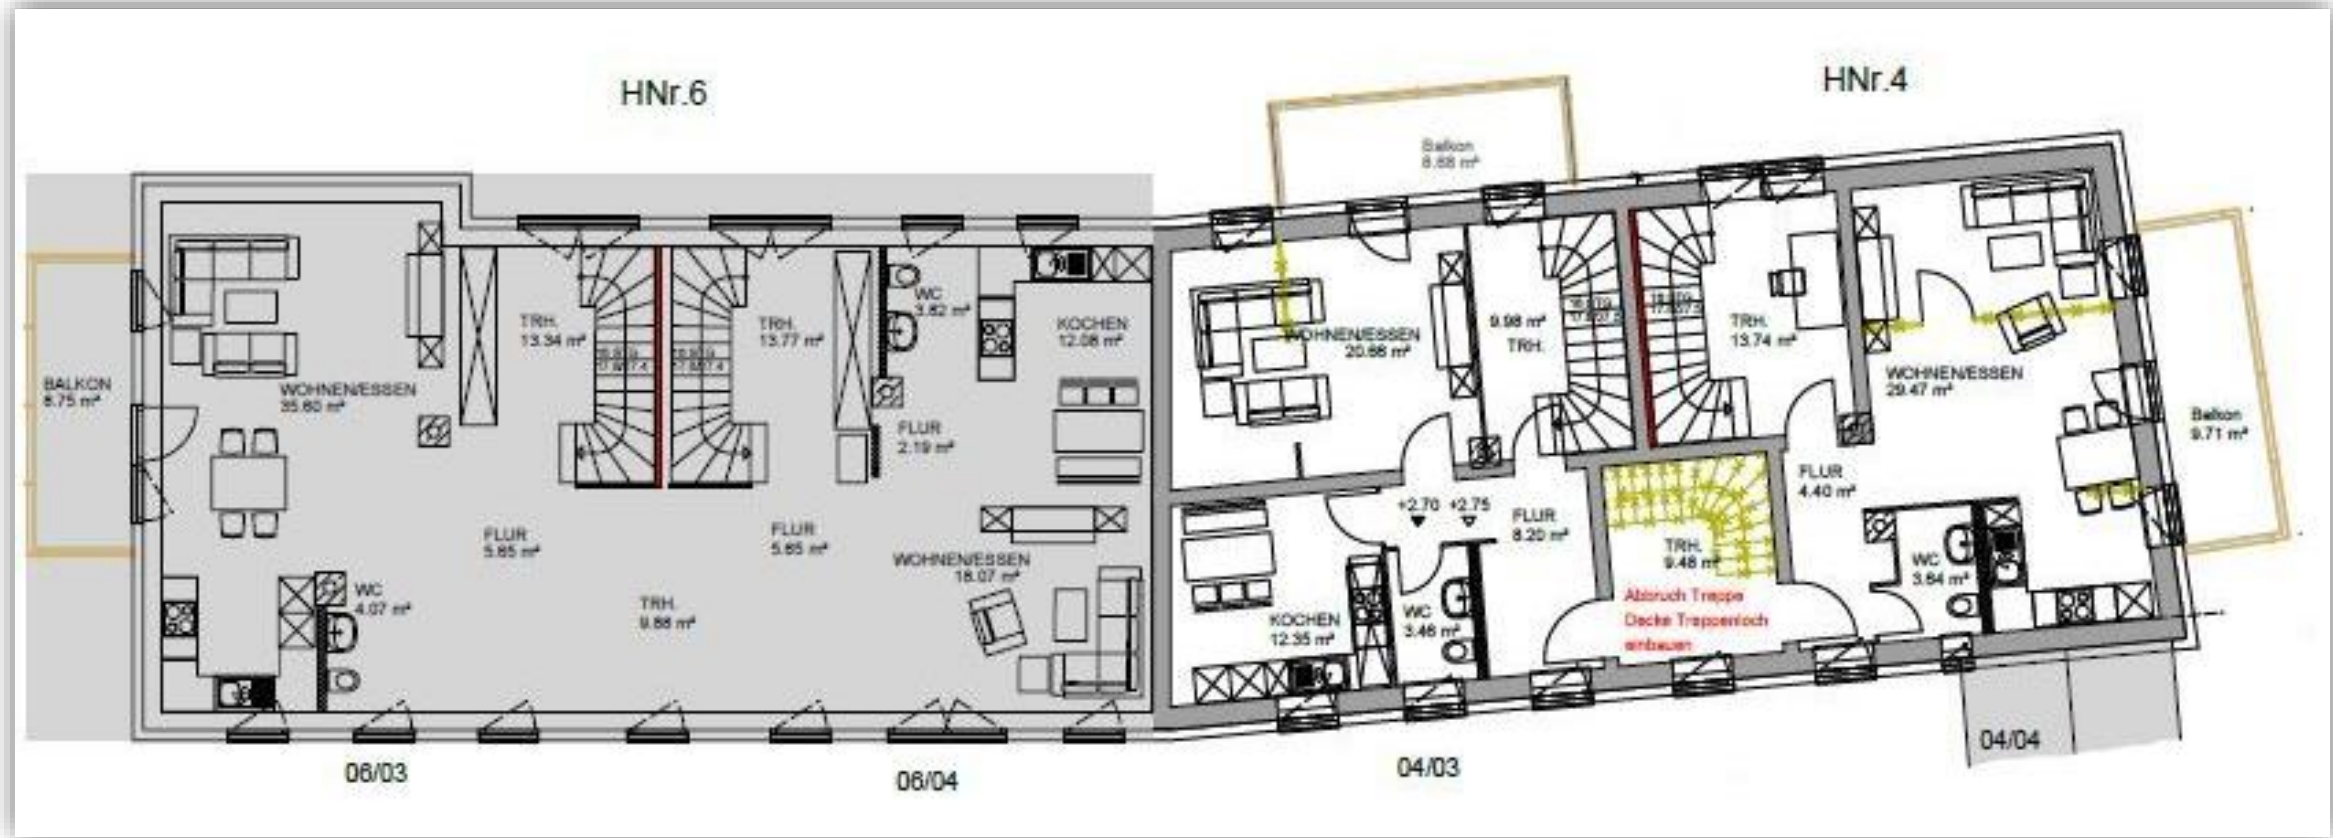 HNr.6
HNr.4
Balkon
8.68 m²
BALKON
8.75 m²
WOHNEN/ESSEN
35.60 m²
TRH.
13.34 m²
TRH.
13.77 m²
WC
3.82 m²
KOCHEN
12.08 m²
FLUR
2.19 m²
FLUR
5.65 m²
FLUR
5.65 m²
WC
4.07 m²
TRH.
9.88 m²
WOHNEN/ESSEN
18.07 m²
WOHNEN/ESSEN
20.66 m²
9.98 m²
TRH.
TRH.
13.74 m²
WOHNEN/ESSEN
29.47 m²
Balkon
9.71 m²
+2.70 +2.75
FLUR
8.20 m²
FLUR
4.40 m²
TRH.
9.48 m²
WC
3.64 m²
KOCHEN
12.35 m²
WC
3.46 m²
Abbruch Treppe
Decke Treppenloch
einbauen
06/03
06/04
04/03
04/04